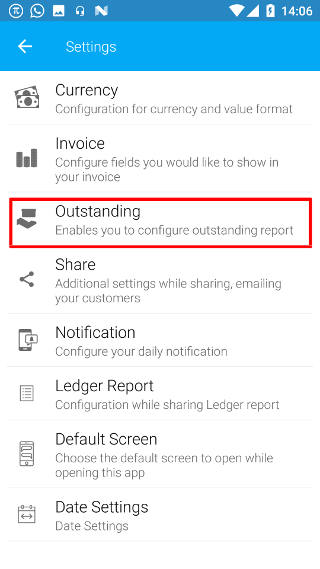 14:06
Settings
Currency
Configuration for currency and value format
Invoice
Configure fields you would like to show in
your invoice
Outstanding
Enables you to configure outstanding report
Share
Additional settings while sharing, emailing
your customers
Notification
Configure your daily notification
Ledger Report
Configuration while sharing Ledger report
Default Screen
Choose the default screen to open while
opening this app
Date Settings
Date Settings